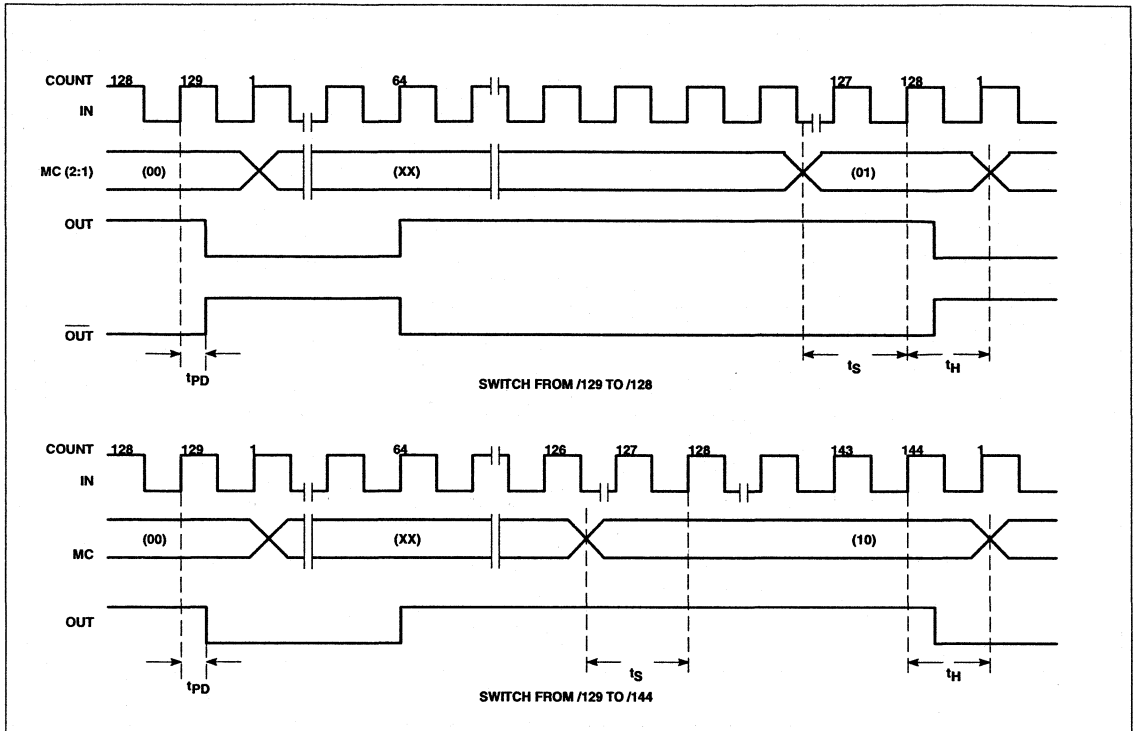 COUNT 128 129 1 64 127 128 1
IN
MC (2:1) (00) (XX) (01)
OUT
OUT
tPD tS tH
SWITCH FROM /129 TO /128
COUNT 128 129 1 64 126 127 128 143 144 1
IN
MC (00) (XX) (10)
OUT
tPD tS tH
SWITCH FROM /129 TO /144